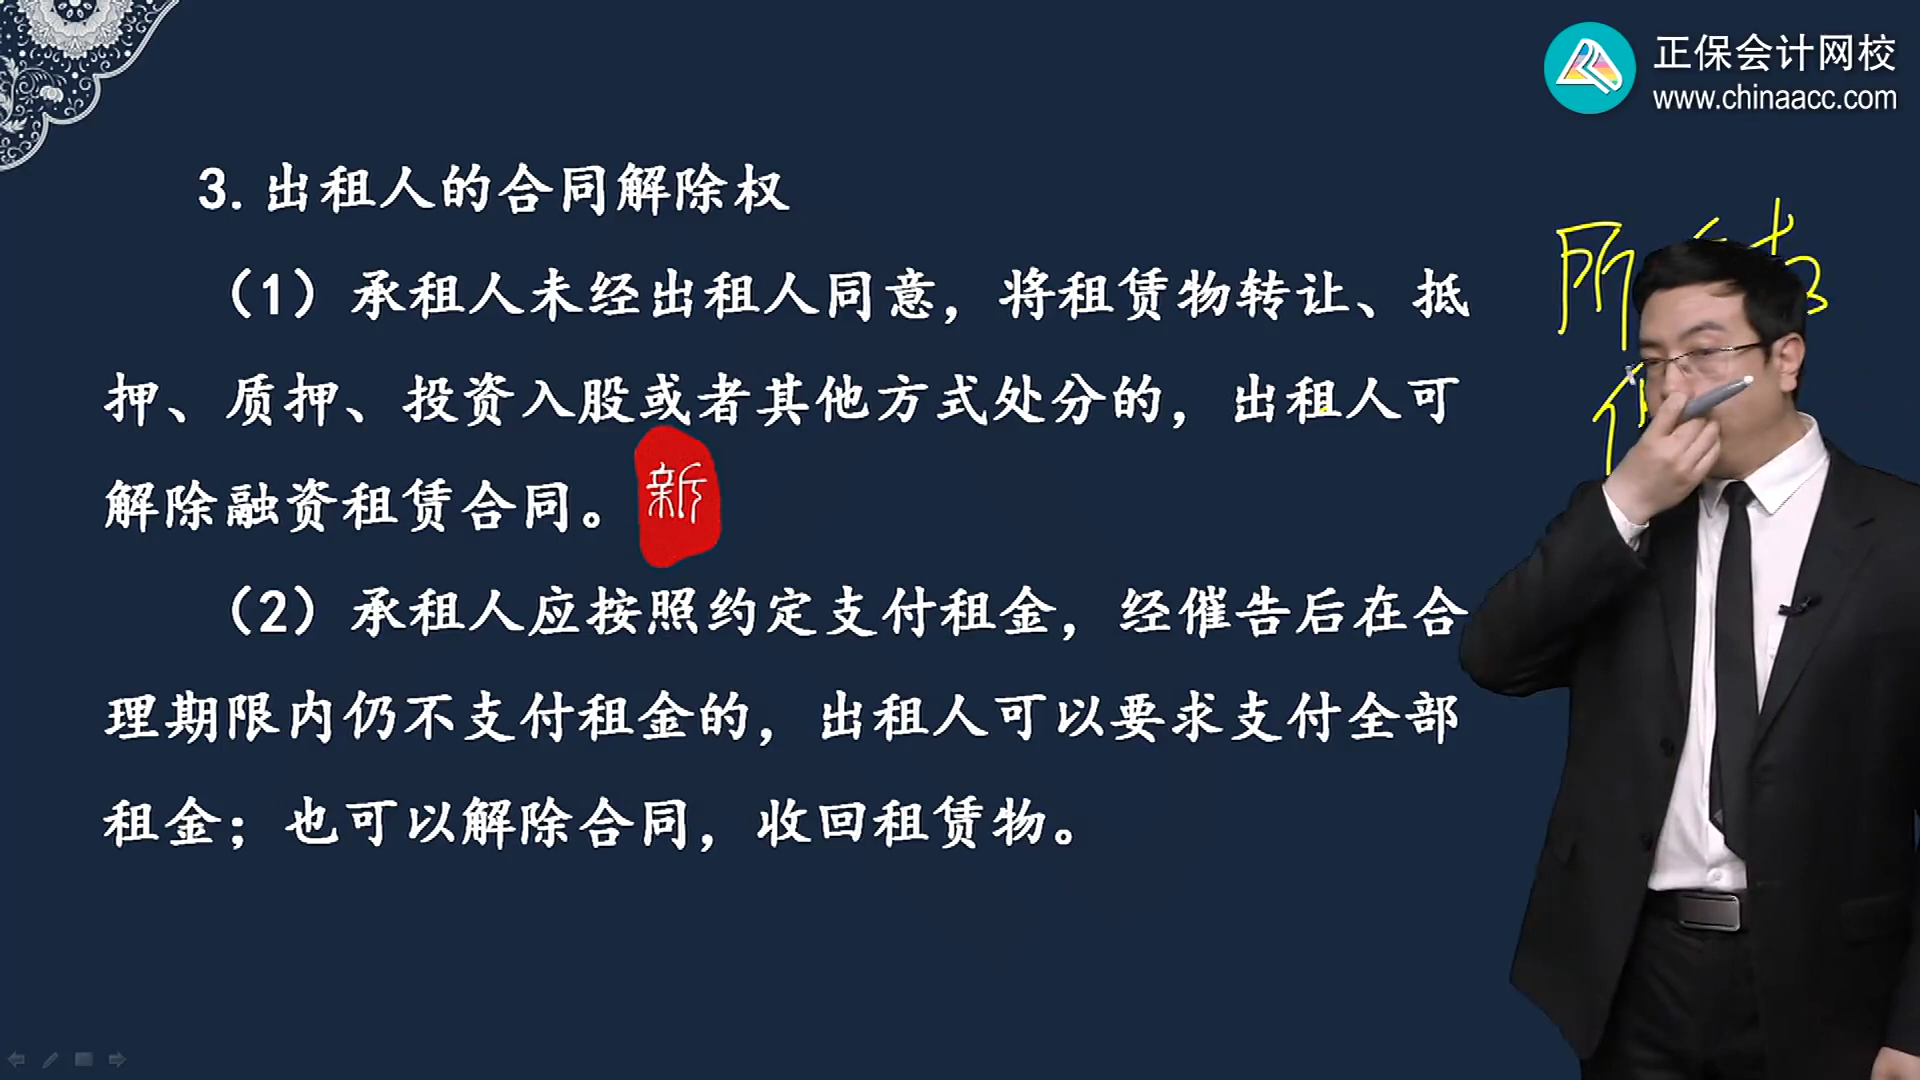 正保会计网校
www.chinaacc.com
3.出租人的合同解除权
（1）承租人未经出租人同意，将租赁物转让、抵
押、质押、投资入股或者其他方式处分的，出租人可
解除融资租赁合同。新
（2）承租人应按照约定支付租金，经催告后在合
理期限内仍不支付租金的，出租人可以要求支付全部
租金；也可以解除合同，收回租赁物。
所